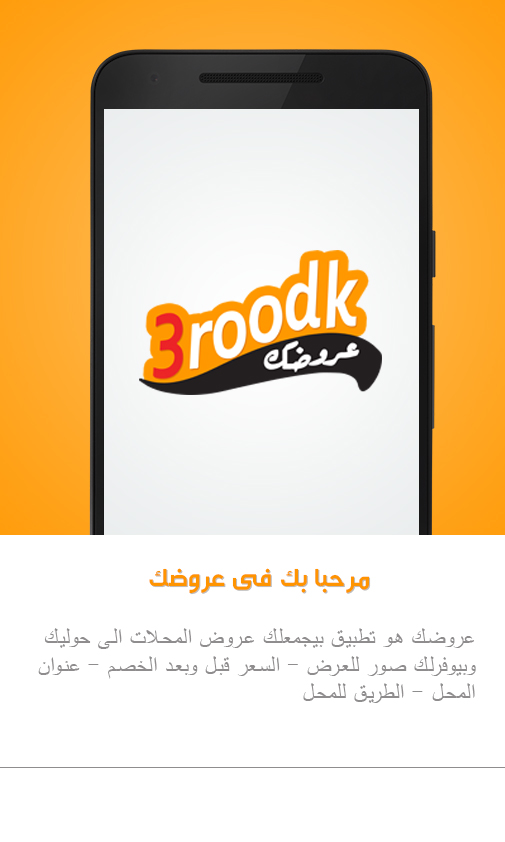 3roodk
عروضك
مرحبا بك فى عروضك
عروضك هو تطبيق بيجمعلك عروض المحلات الى حوليك
وبيوفرلك صور للعرض – السعر قبل وبعد الخصم – عنوان
المحل – الطريق للمحل